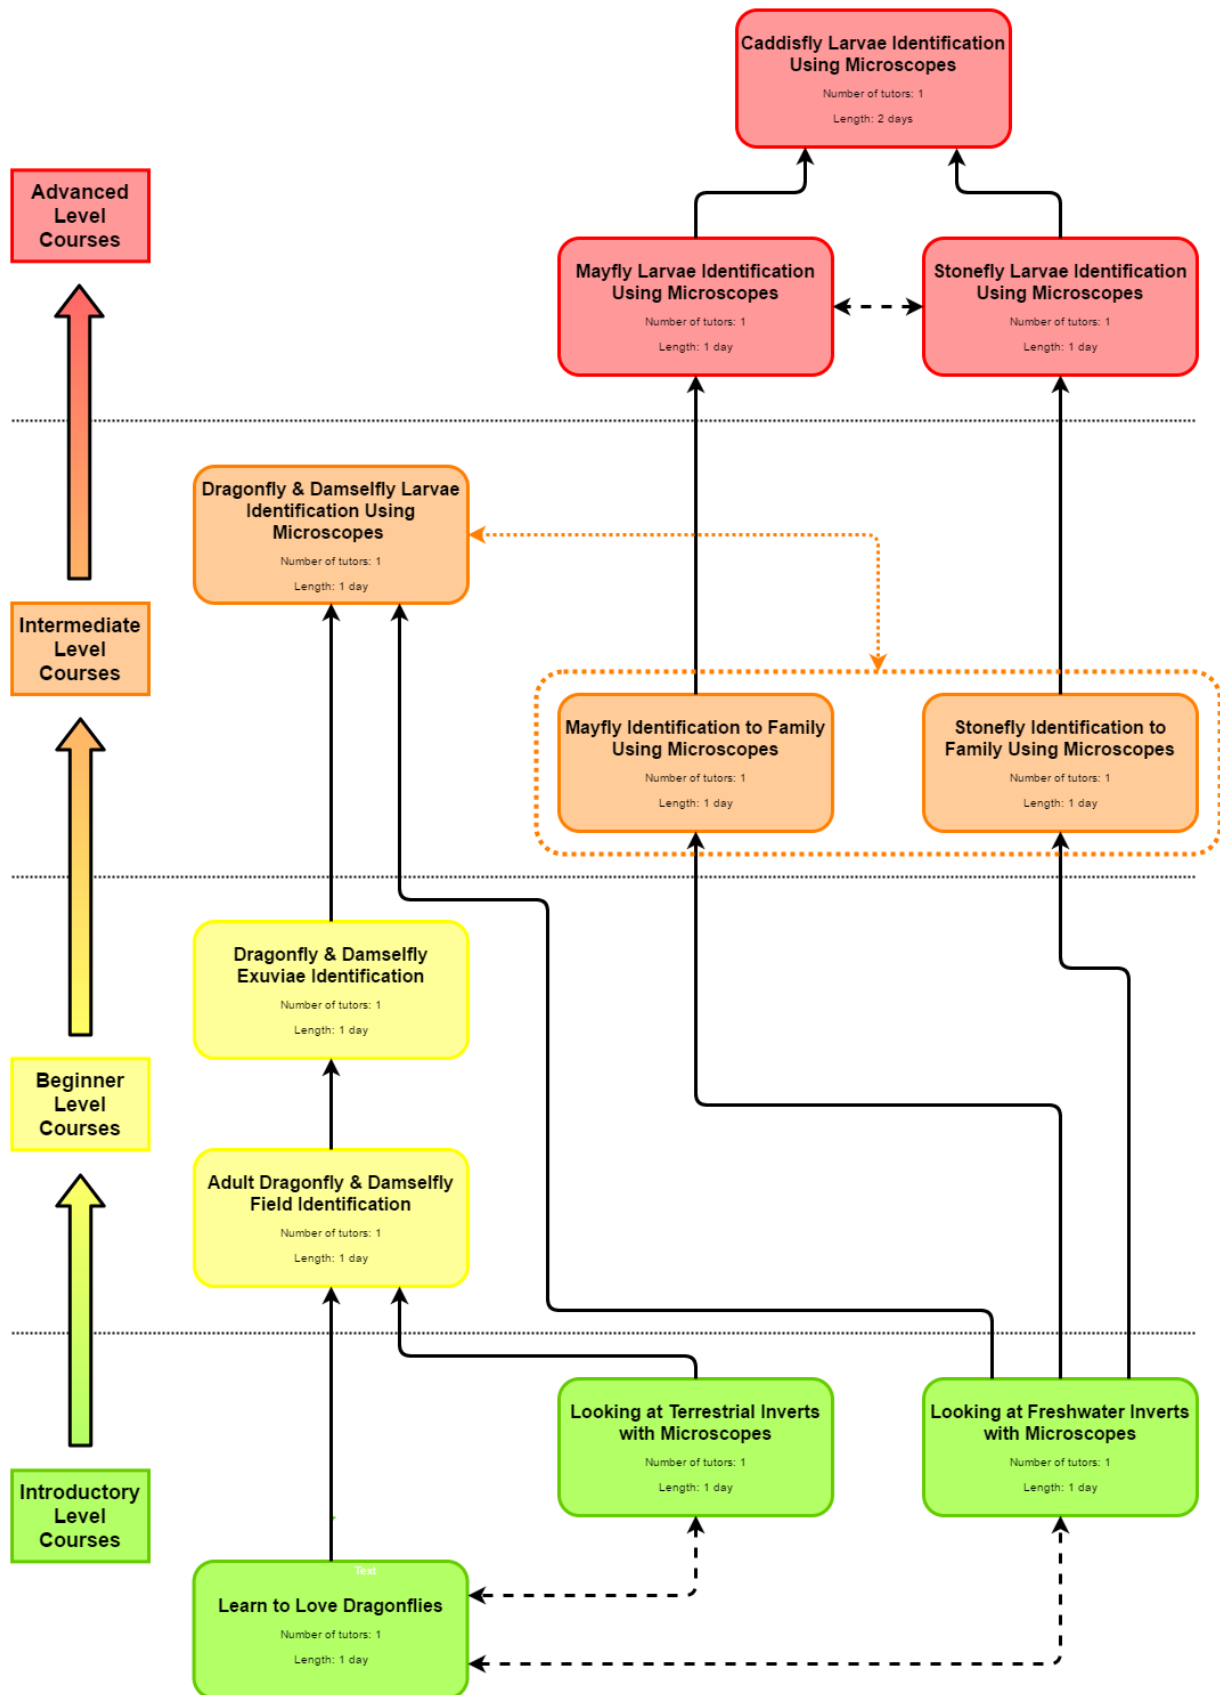 Caddisfly Larvae Identification
Using Microscopes
Number of tutors: 1
Length: 2 days
Advanced
Level
Courses
Mayfly Larvae Identification
Using Microscopes
Number of tutors: 1
Length: 1 day
Stonefly Larvae Identification
Using Microscopes
Number of tutors: 1
Length: 1 day
Dragonfly & Damselfly Larvae
Identification Using
Microscopes
Number of tutors: 1
Length: 1 day
Intermediate
Level
Courses
Mayfly Identification to Family
Using Microscopes
Number of tutors: 1
Length: 1 day
Stonefly Identification to
Family Using Microscopes
Number of tutors: 1
Length: 1 day
Dragonfly & Damselfly
Exuviae Identification
Number of tutors: 1
Length: 1 day
Beginner
Level
Courses
Adult Dragonfly & Damselfly
Field Identification
Number of tutors: 1
Length: 1 day
Looking at Terrestrial Inverts
with Microscopes
Number of tutors: 1
Length: 1 day
Looking at Freshwater Inverts
with Microscopes
Number of tutors: 1
Length: 1 day
Introductory
Level
Courses
Text
Learn to Love Dragonflies
Number of tutors: 1
Length: 1 day